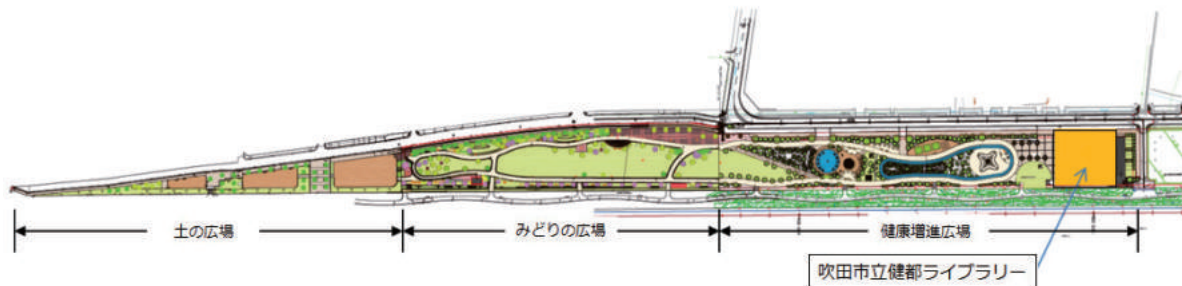 土の広場
みどりの広場
健康増進広場
吹田市立健都ライブラリー